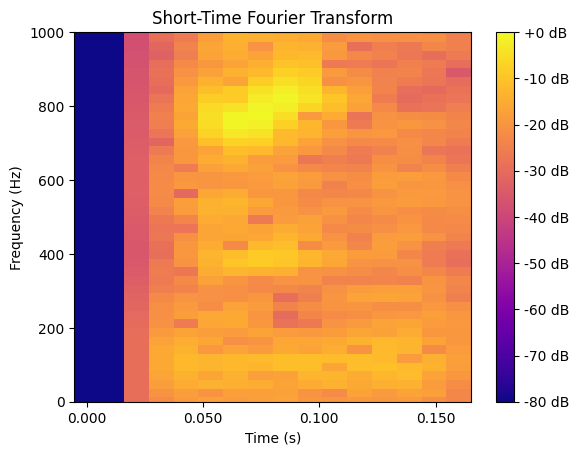 Short-Time Fourier Transform
Frequency (Hz)
1000
800
600
400
200
0
0.000
0.050
0.100
0.150
Time (s)
+0 dB
-10 dB
-20 dB
-30 dB
-40 dB
-50 dB
-60 dB
-70 dB
-80 dB